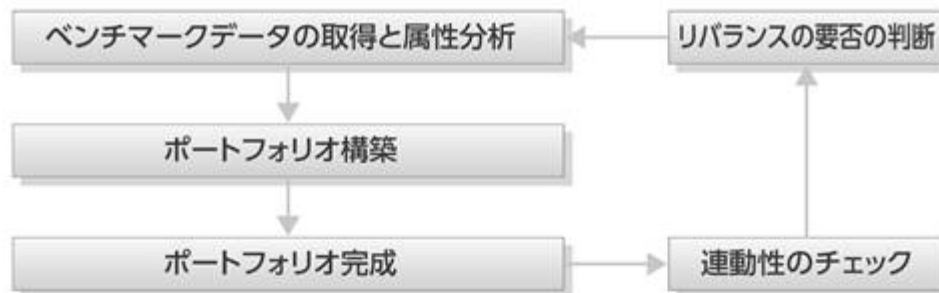 ベンチマークデータの取得と属性分析
リバランスの要否の判断
ポートフォリオ構築
ポートフォリオ完成
連動性のチェック